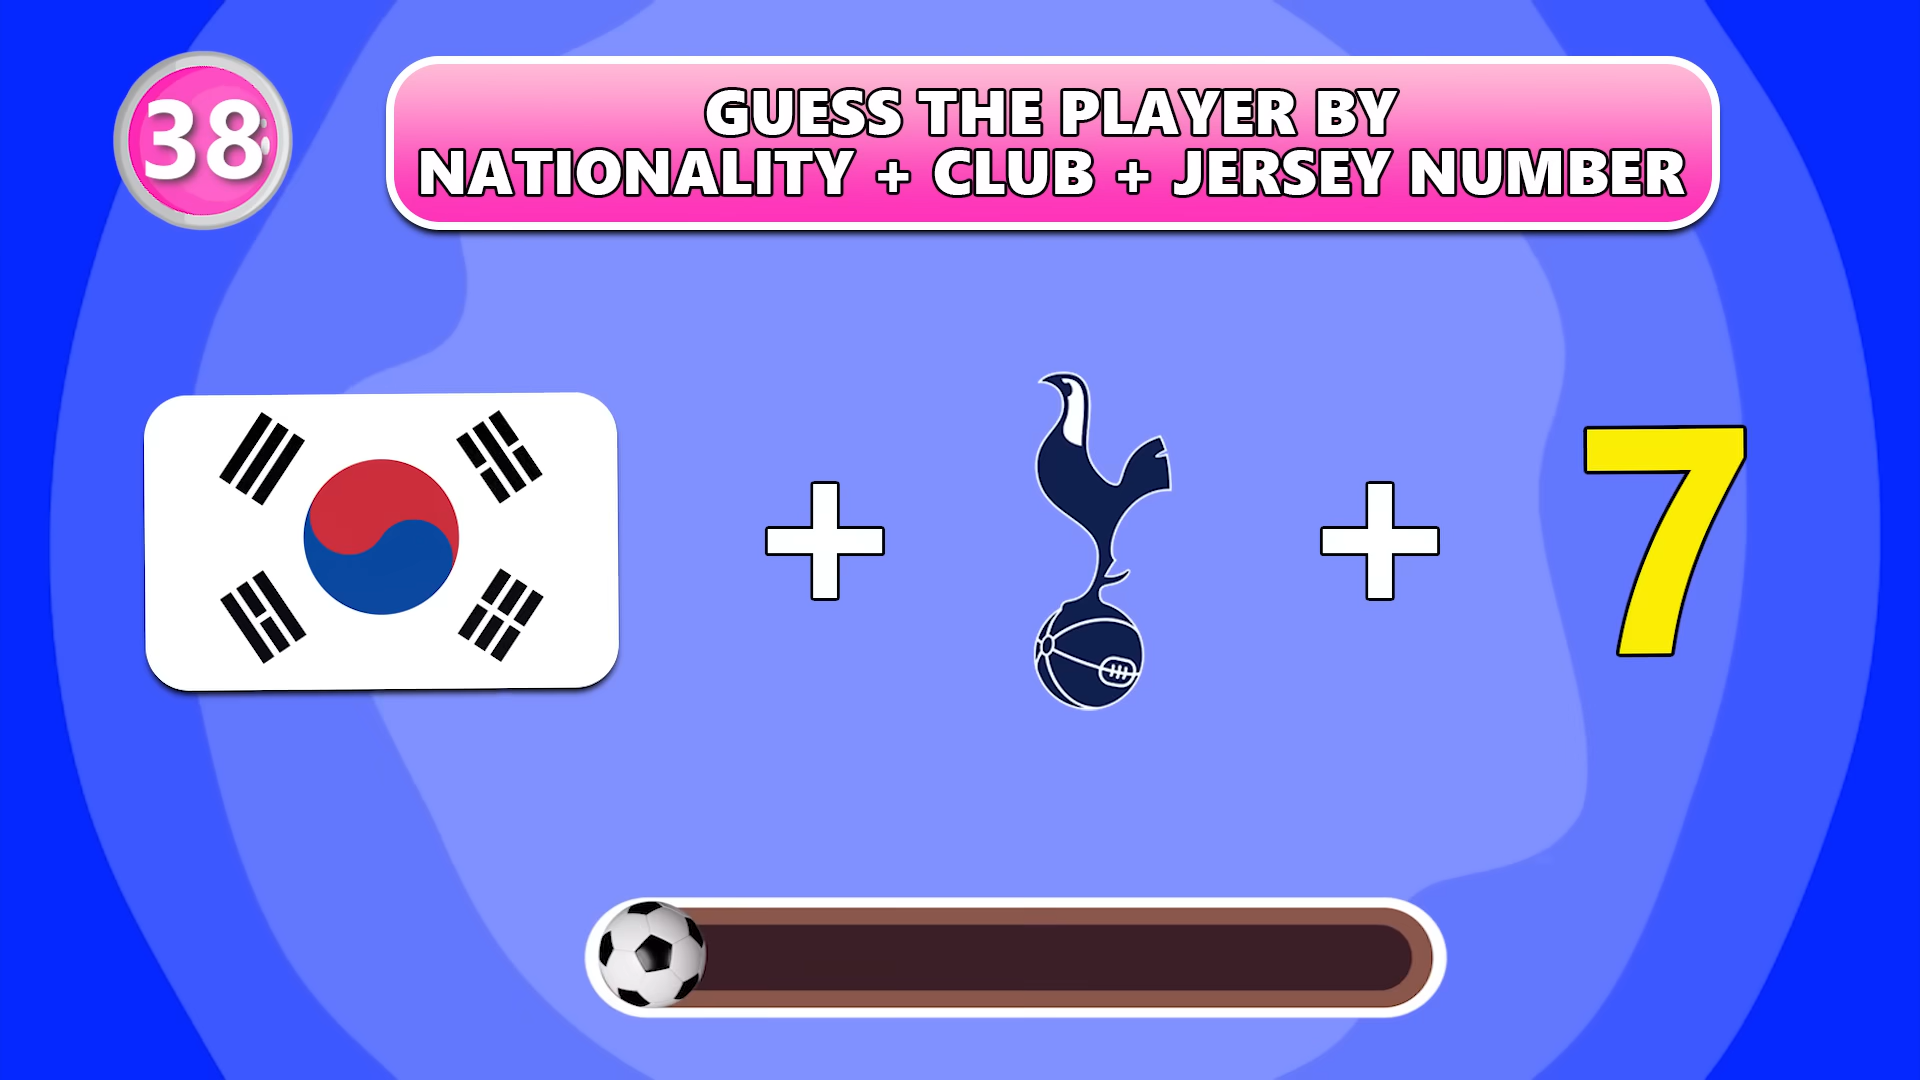 38
GUESS THE PLAYER BY
NATIONALITY + CLUB + JERSEY NUMBER
+ + 7